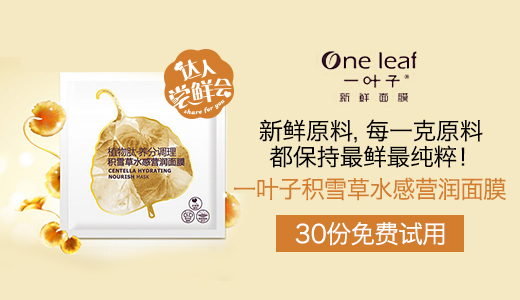 达人
尝鲜会
share for you
植物肽·养分调理
积雪草水感营润面膜
CENTELLA HYDRATING
NOURISH MASK
One leaf
一叶子®
新鲜面膜
新鲜原料,每一克原料
都保持最鲜最纯粹!
一叶子积雪草水感营润面膜
30份免费试用